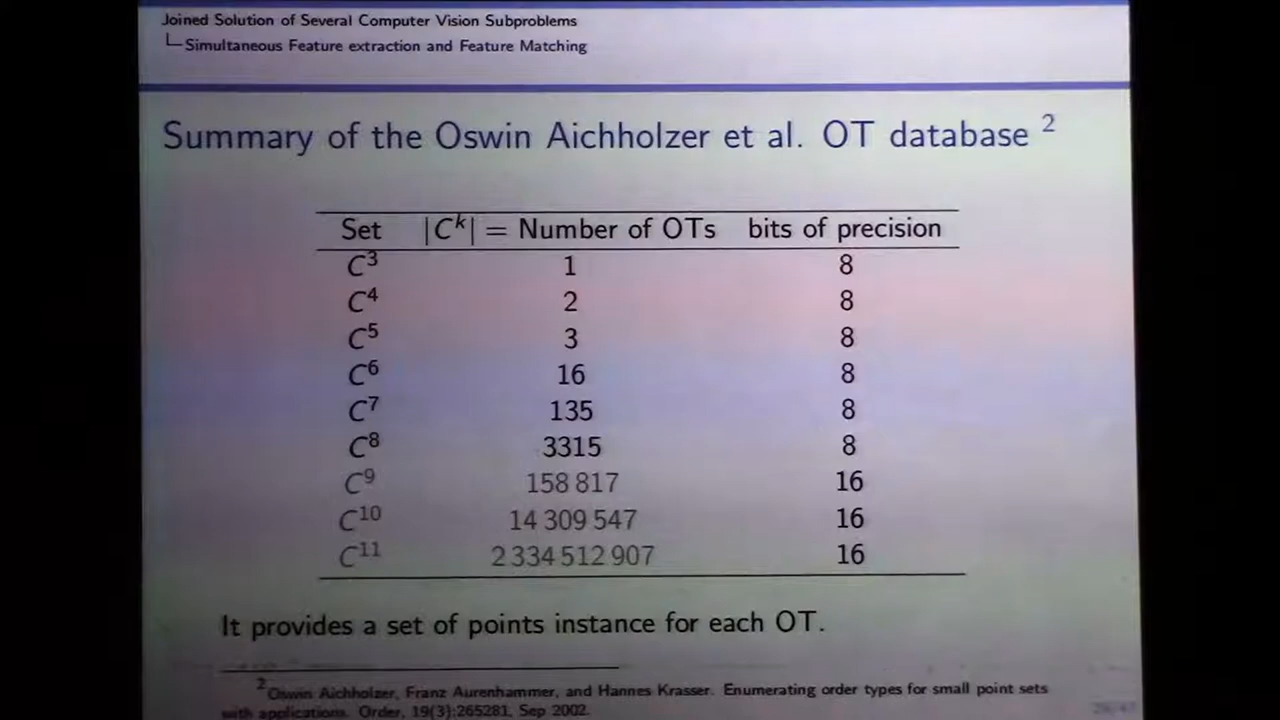 Joined Solution of Several Computer Vision Subproblems
Simultaneous Feature extraction and Feature Matching
Summary of the Oswin Aichholzer et al. OT database 2
Set |C^k| = Number of OTs bits of precision
C^3 1 8
C^4 2 8
C^5 3 8
C^6 16 8
C^7 135 8
C^8 3315 8
C^9 158 817 16
C^10 14 309 547 16
C^11 2 334 512 907 16
It provides a set of points instance for each OT.
2 Oswin Aichholzer, Franz Aurenhammer, and Hannes Krasser. Enumerating order types for small point sets
with applications. Order, 19(3):265281, Sep 2002.